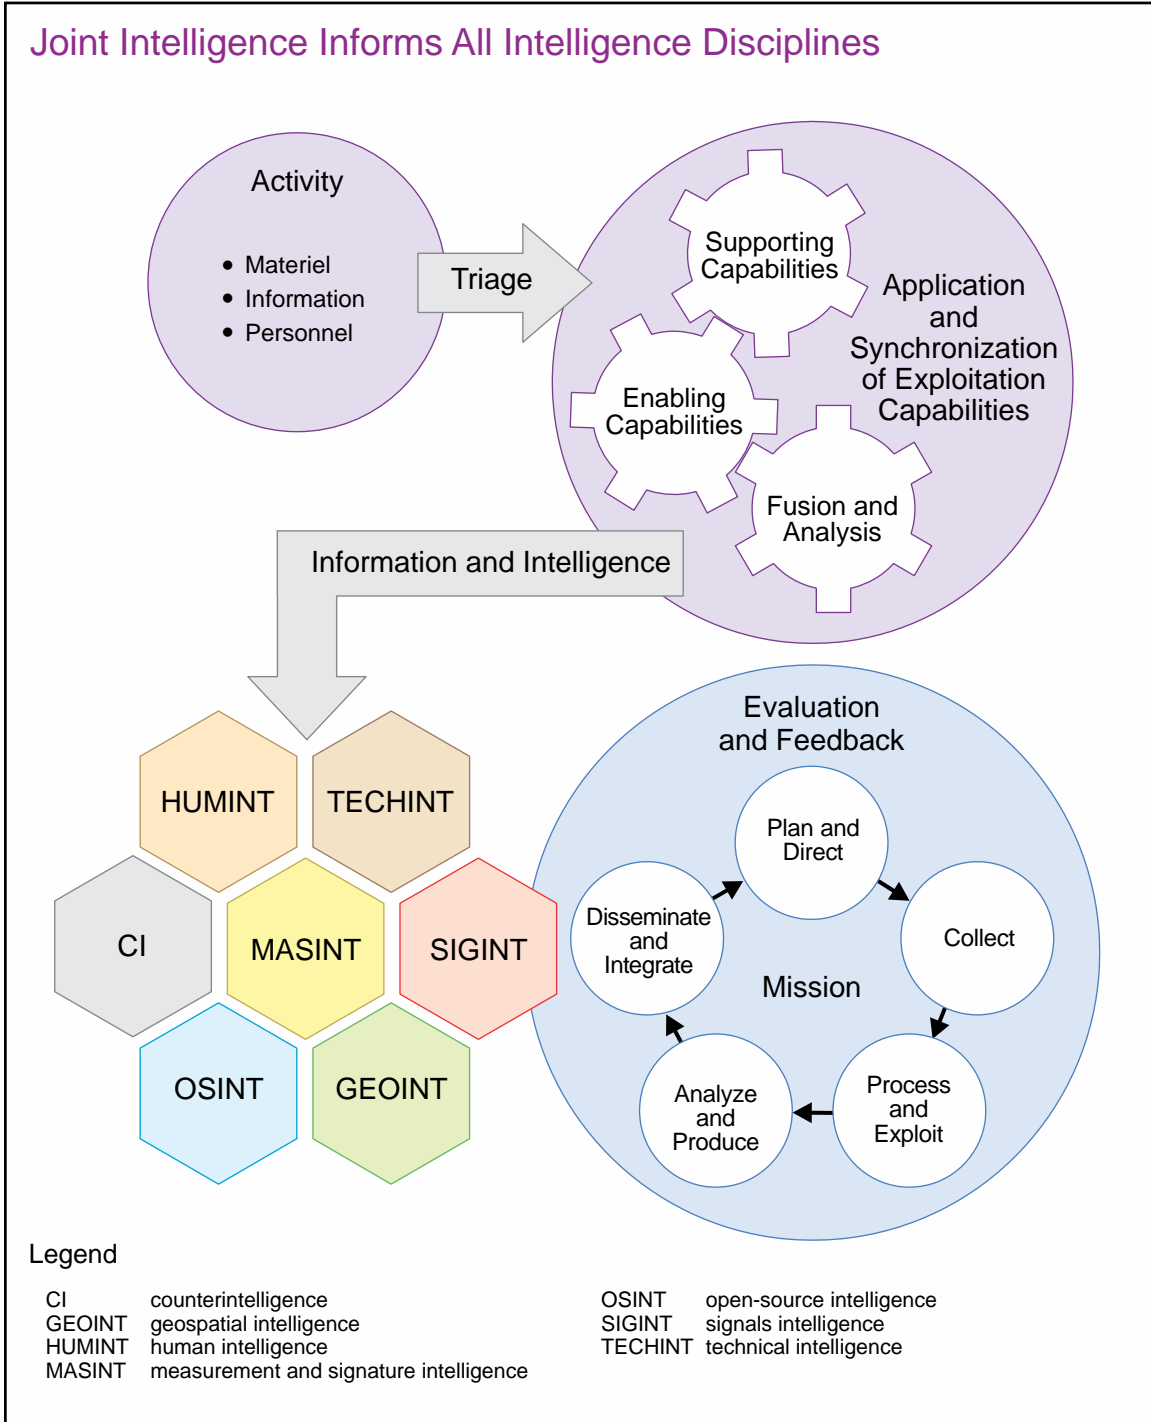 Joint Intelligence Informs All Intelligence Disciplines
Activity
• Materiel
• Information
• Personnel
Triage
Supporting
Capabilities
Enabling
Capabilities
Fusion and
Analysis
Application
and
Synchronization
of Exploitation
Capabilities
Information and Intelligence
HUMINT
TECHINT
CI
MASINT
SIGINT
OSINT
GEOINT
Evaluation
and Feedback
Plan and
Direct
Collect
Process
and
Exploit
Analyze
and
Produce
Disseminate
and
Integrate
Mission
Legend
CI counterintelligence
GEOINT geospatial intelligence
HUMINT human intelligence
MASINT measurement and signature intelligence
OSINT open-source intelligence
SIGINT signals intelligence
TECHINT technical intelligence